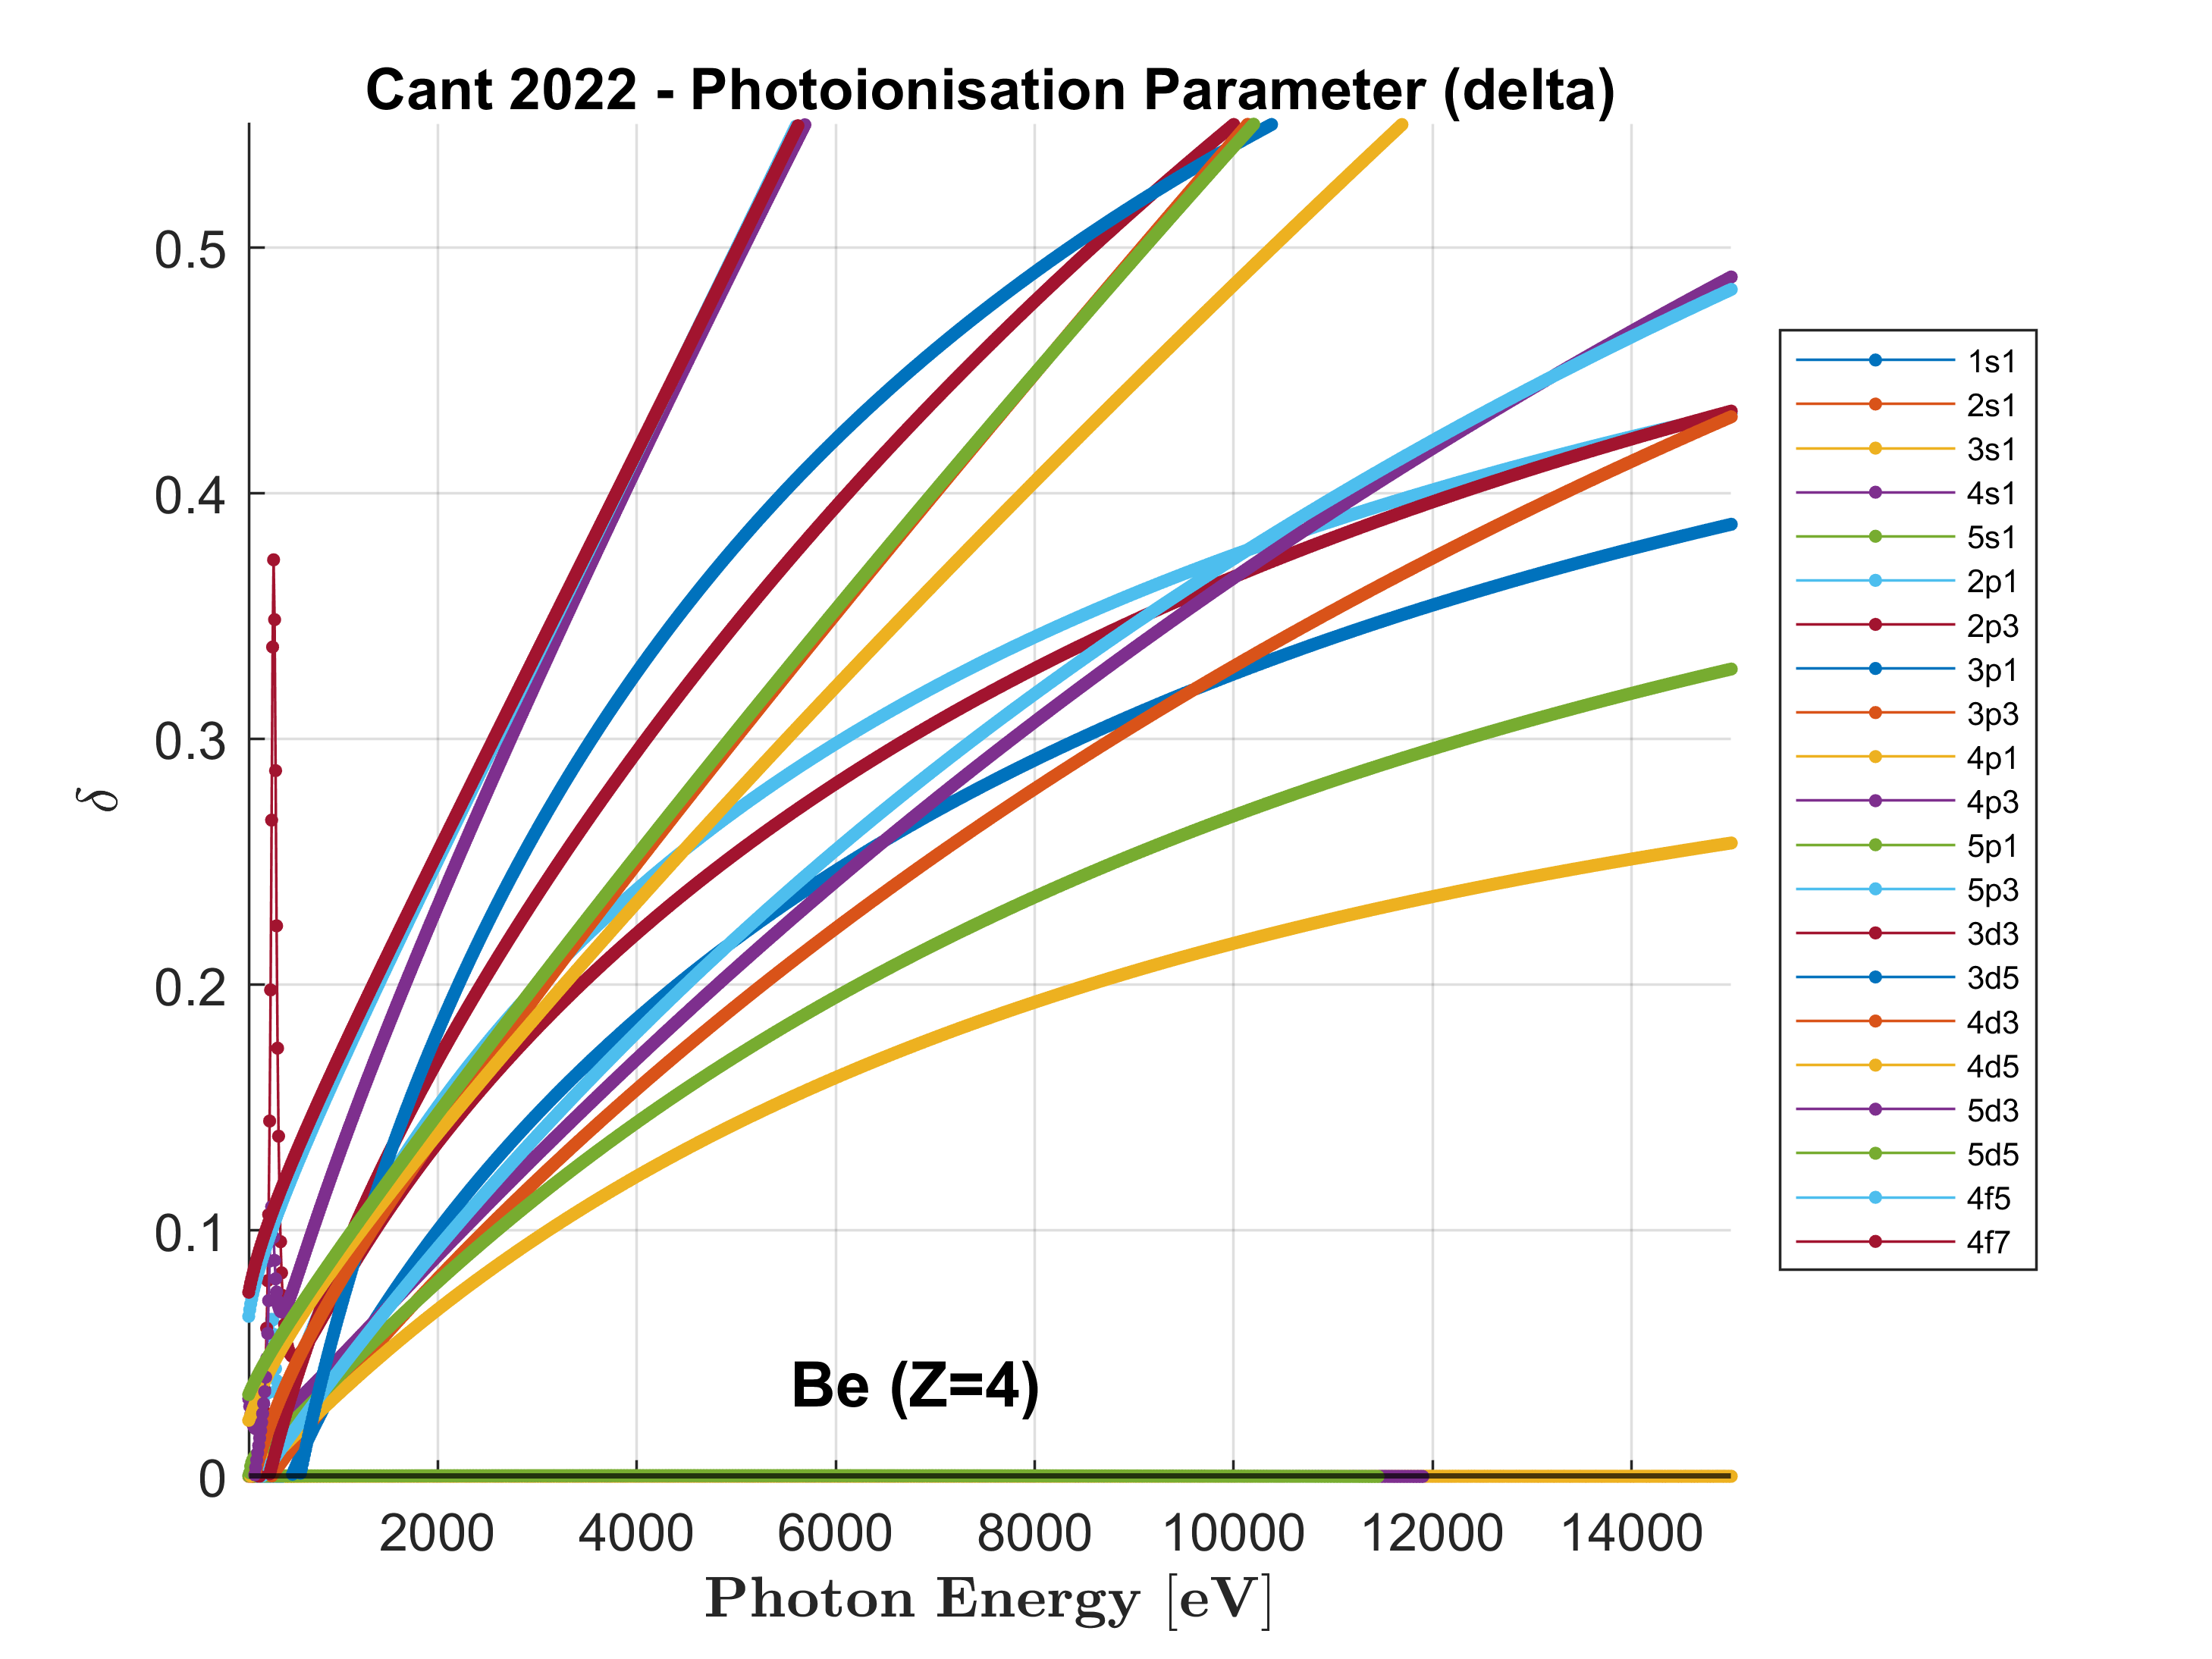 Cant 2022 - Photoionisation Parameter (delta)
0.5
0.4
0.3
0.2
0.1
0
δ
2000 4000 6000 8000 10000 12000 14000
Photon Energy [eV]
Be (Z=4)
1s1
2s1
3s1
4s1
5s1
2p1
2p3
3p1
3p3
4p1
4p3
5p1
5p3
3d3
3d5
4d3
4d5
5d3
5d5
4f5
4f7